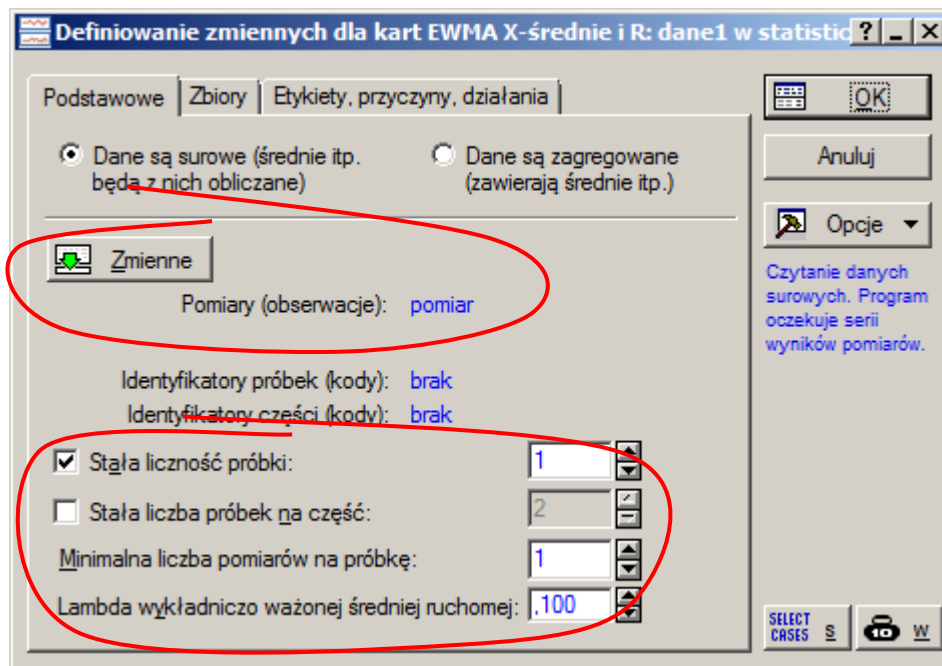 Definiowanie zmiennych dla kart EWMA X-średnie i R: dane1 w statistic
Podstawowe Zbiory Etykiety, przyczyny, działania
OK
Dane są surowe (średnie itp.
będą z nich obliczane)
Dane są zagregowane
(zawierają średnie itp.)
Anuluj
Opcje
Zmienne
Pomiary (obserwacje): pomiar
Czytanie danych
surowych. Program
oczekuje serii
wyników pomiarów.
Identyfikatory próbek (kody): brak
Identyfikatory części (kody): brak
Stała liczność próbki: 1
Stała liczba próbek na część: 2
Minimalna liczba pomiarów na próbkę: 1
Lambda wykładniczo ważonej średniej ruchomej: ,100
SELECT
CASES S
W